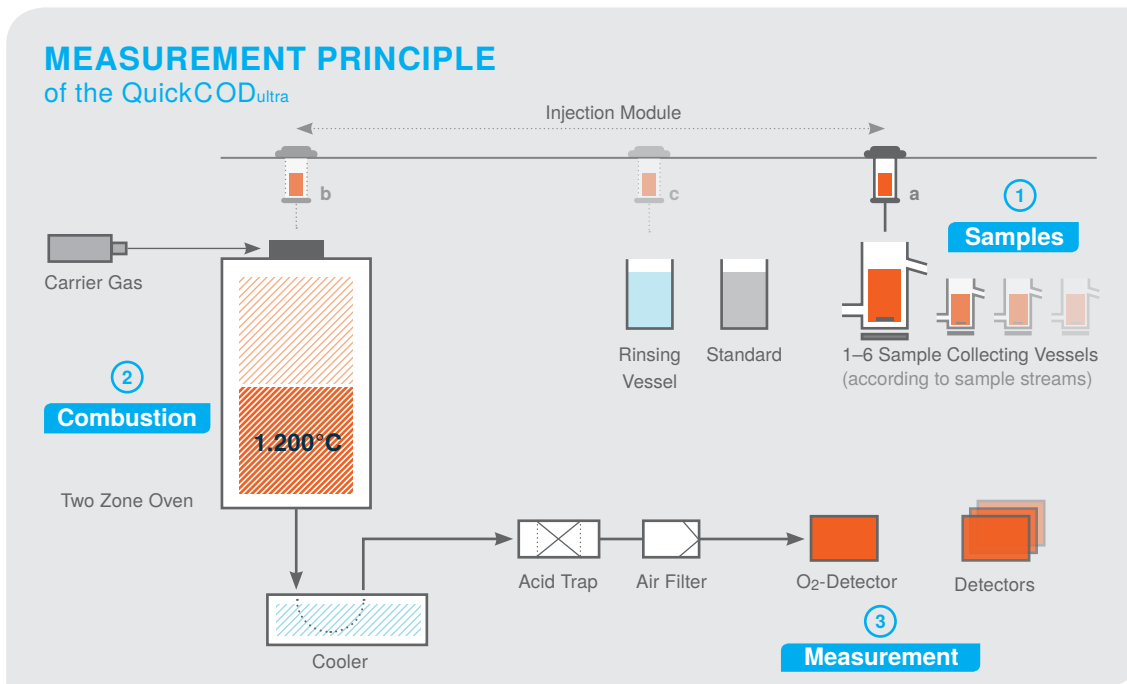 MEASUREMENT PRINCIPLE
of the QuickCODultra
Injection Module
b
c
a
1
Samples
Carrier Gas
Rinsing
Vessel
Standard
1–6 Sample Collecting Vessels
(according to sample streams)
2
Combustion
1.200°C
Two Zone Oven
Acid Trap
Air Filter
O2-Detector
Detectors
3
Measurement
Cooler